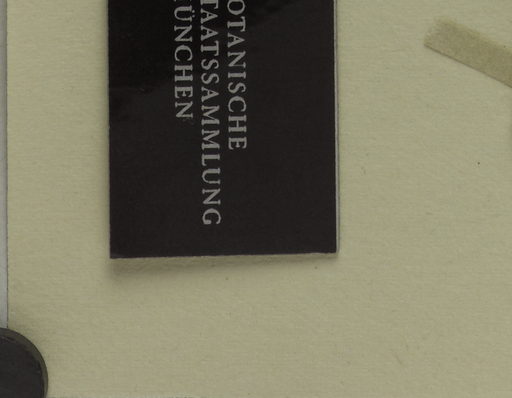 OTANISCHE
TAATSSAMMLUNG
ÜNCHEN